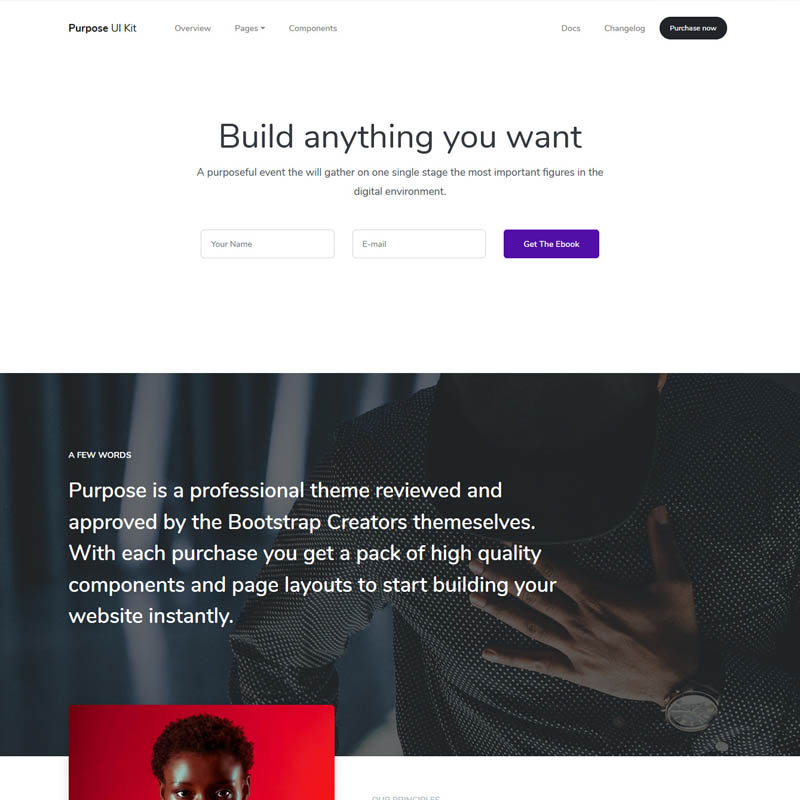 Purpose UI Kit Overview Pages Components Docs Changelog Purchase now
Build anything you want
A purposeful event the will gather on one single stage the most important figures in the
digital environment.
Your Name E-mail Get The Ebook
A FEW WORDS
Purpose is a professional theme reviewed and
approved by the Bootstrap Creators themeselves.
With each purchase you get a pack of high quality
components and page layouts to start building your
website instantly.
OUR PRINCIPLES